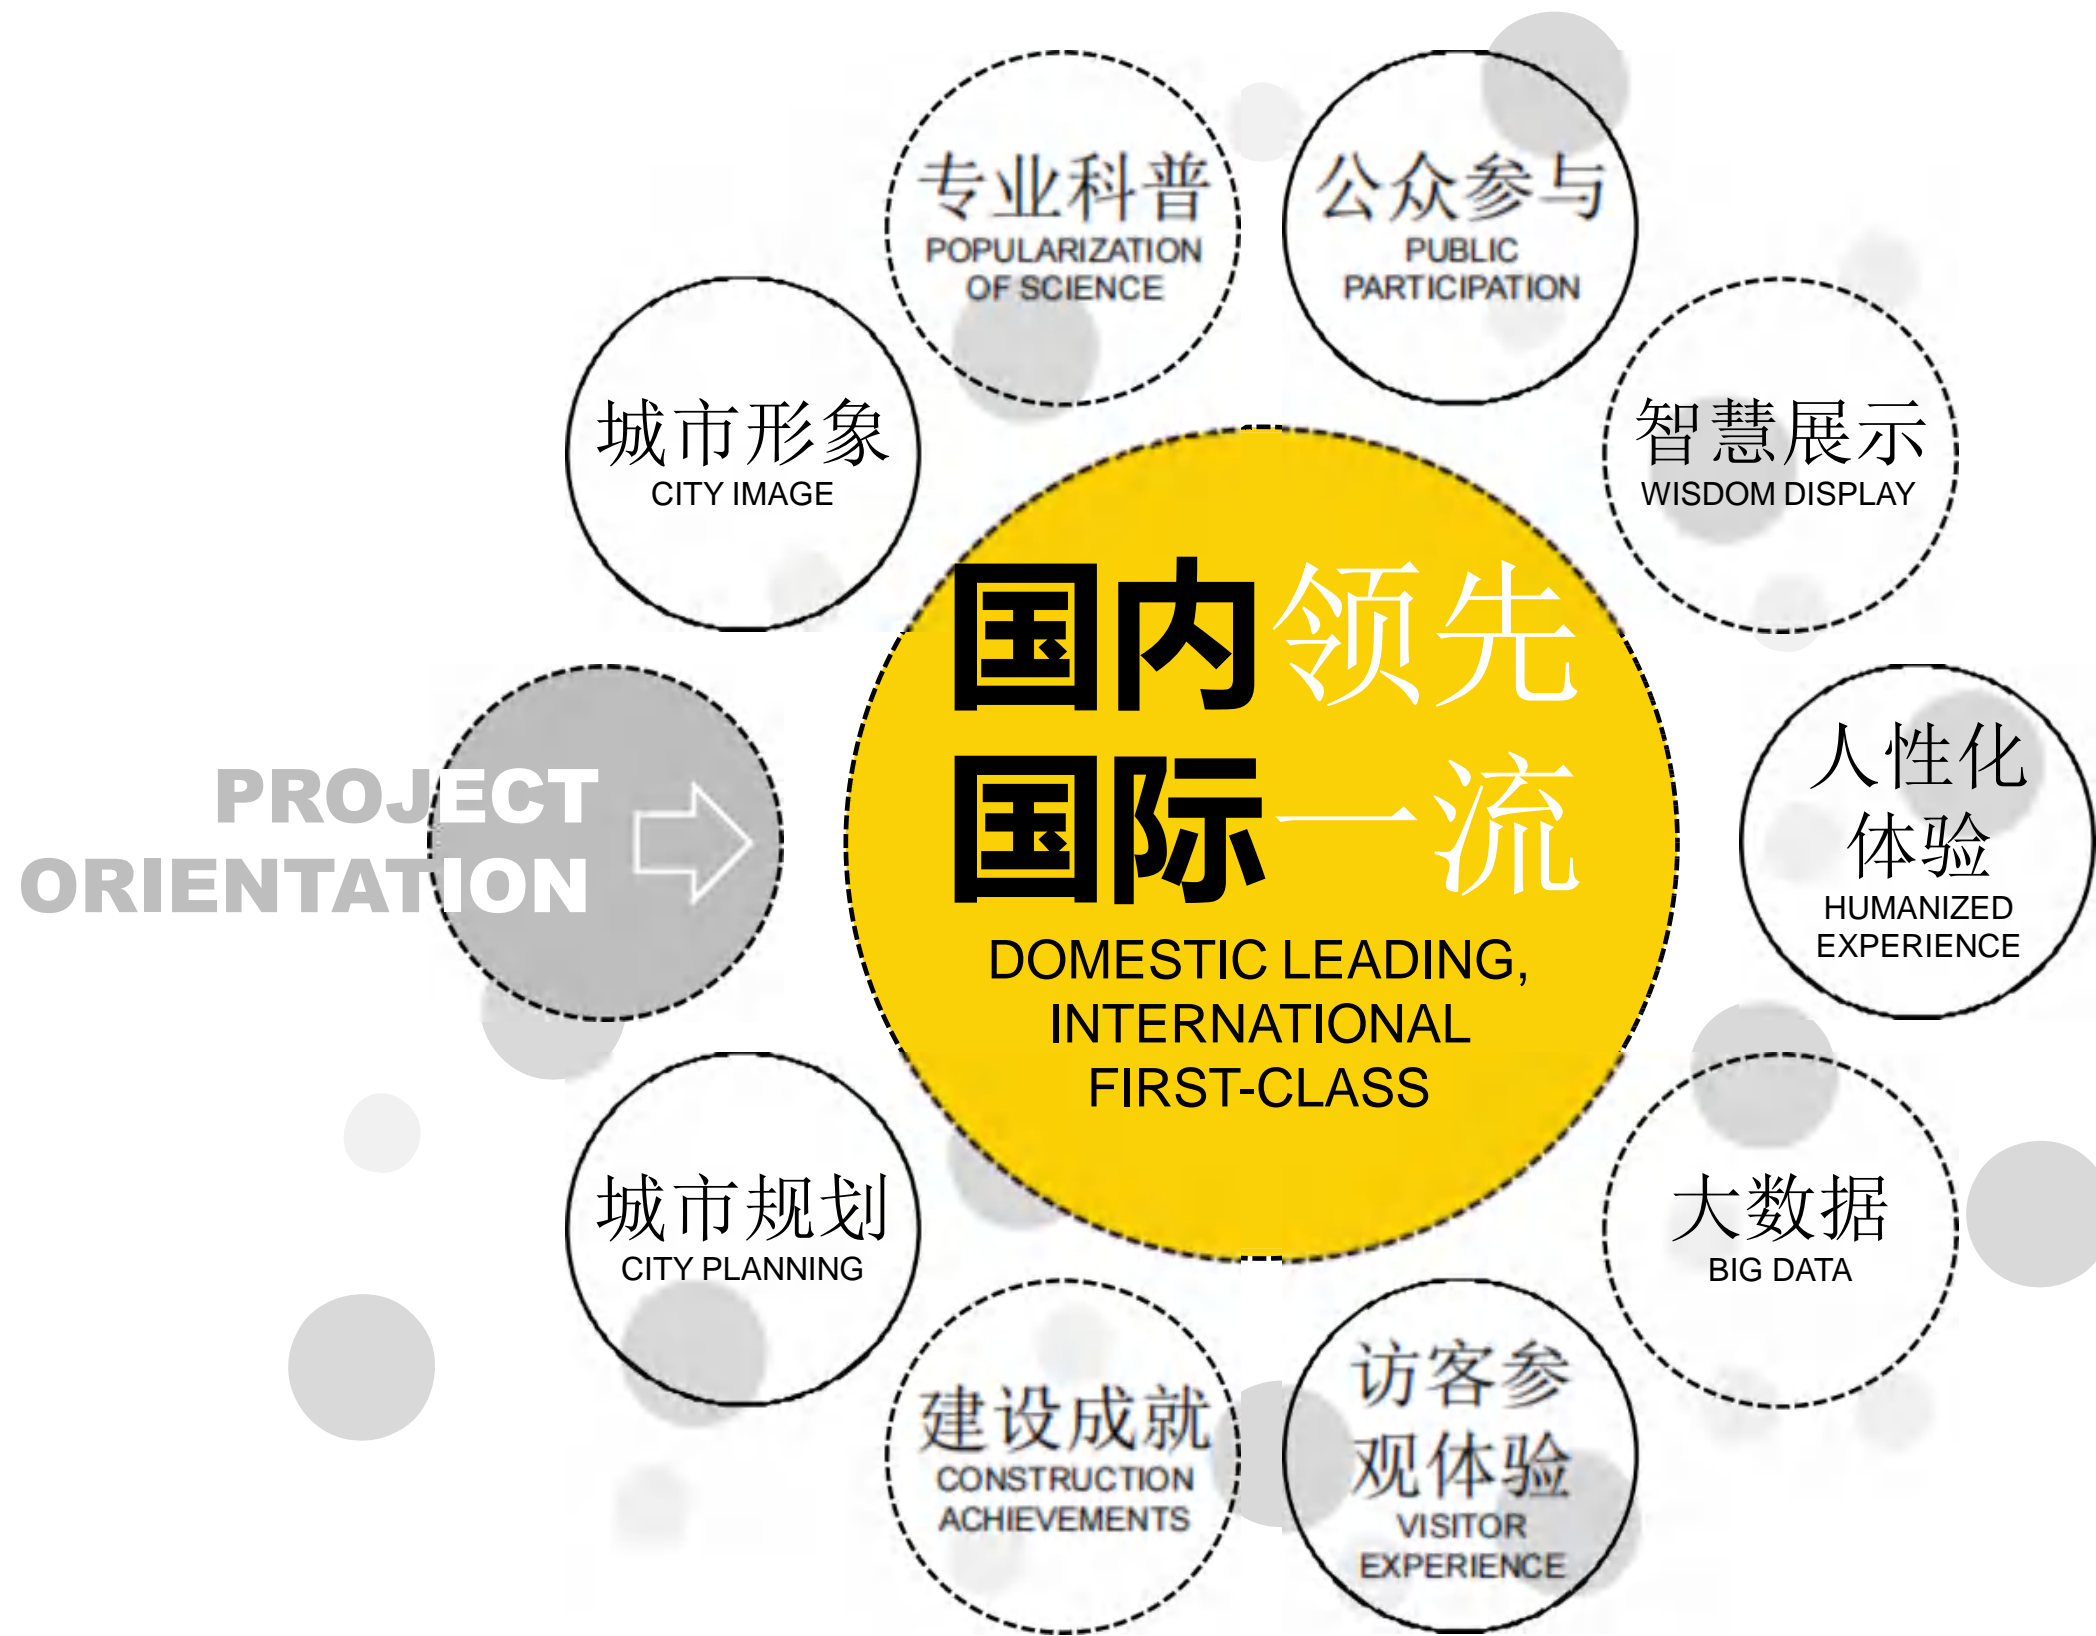 专业科普
POPULARIZATION
OF SCIENCE
公众参与
PUBLIC
PARTICIPATION
城市形象
CITY IMAGE
智慧展示
WISDOM DISPLAY
国内领先
国际一流
DOMESTIC LEADING,
INTERNATIONAL
FIRST-CLASS
PROJECT
ORIENTATION
人性化
体验
HUMANIZED
EXPERIENCE
城市规划
CITY PLANNING
大数据
BIG DATA
建设成就
CONSTRUCTION
ACHIEVEMENTS
访客参
观体验
VISITOR
EXPERIENCE